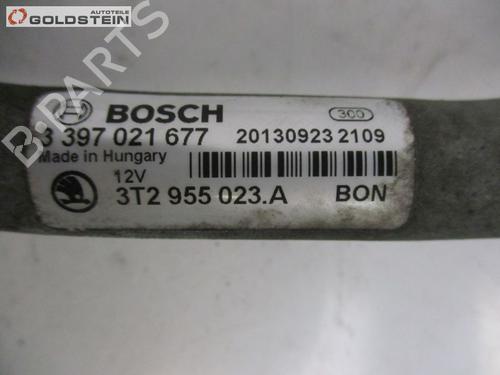 AUTOTEILE
GOLDSTEIN
B-PARTS
BOSCH
300
3 397 021 677
20130923 2109
Made in Hungary
12V
3T2 955 023.A
BON